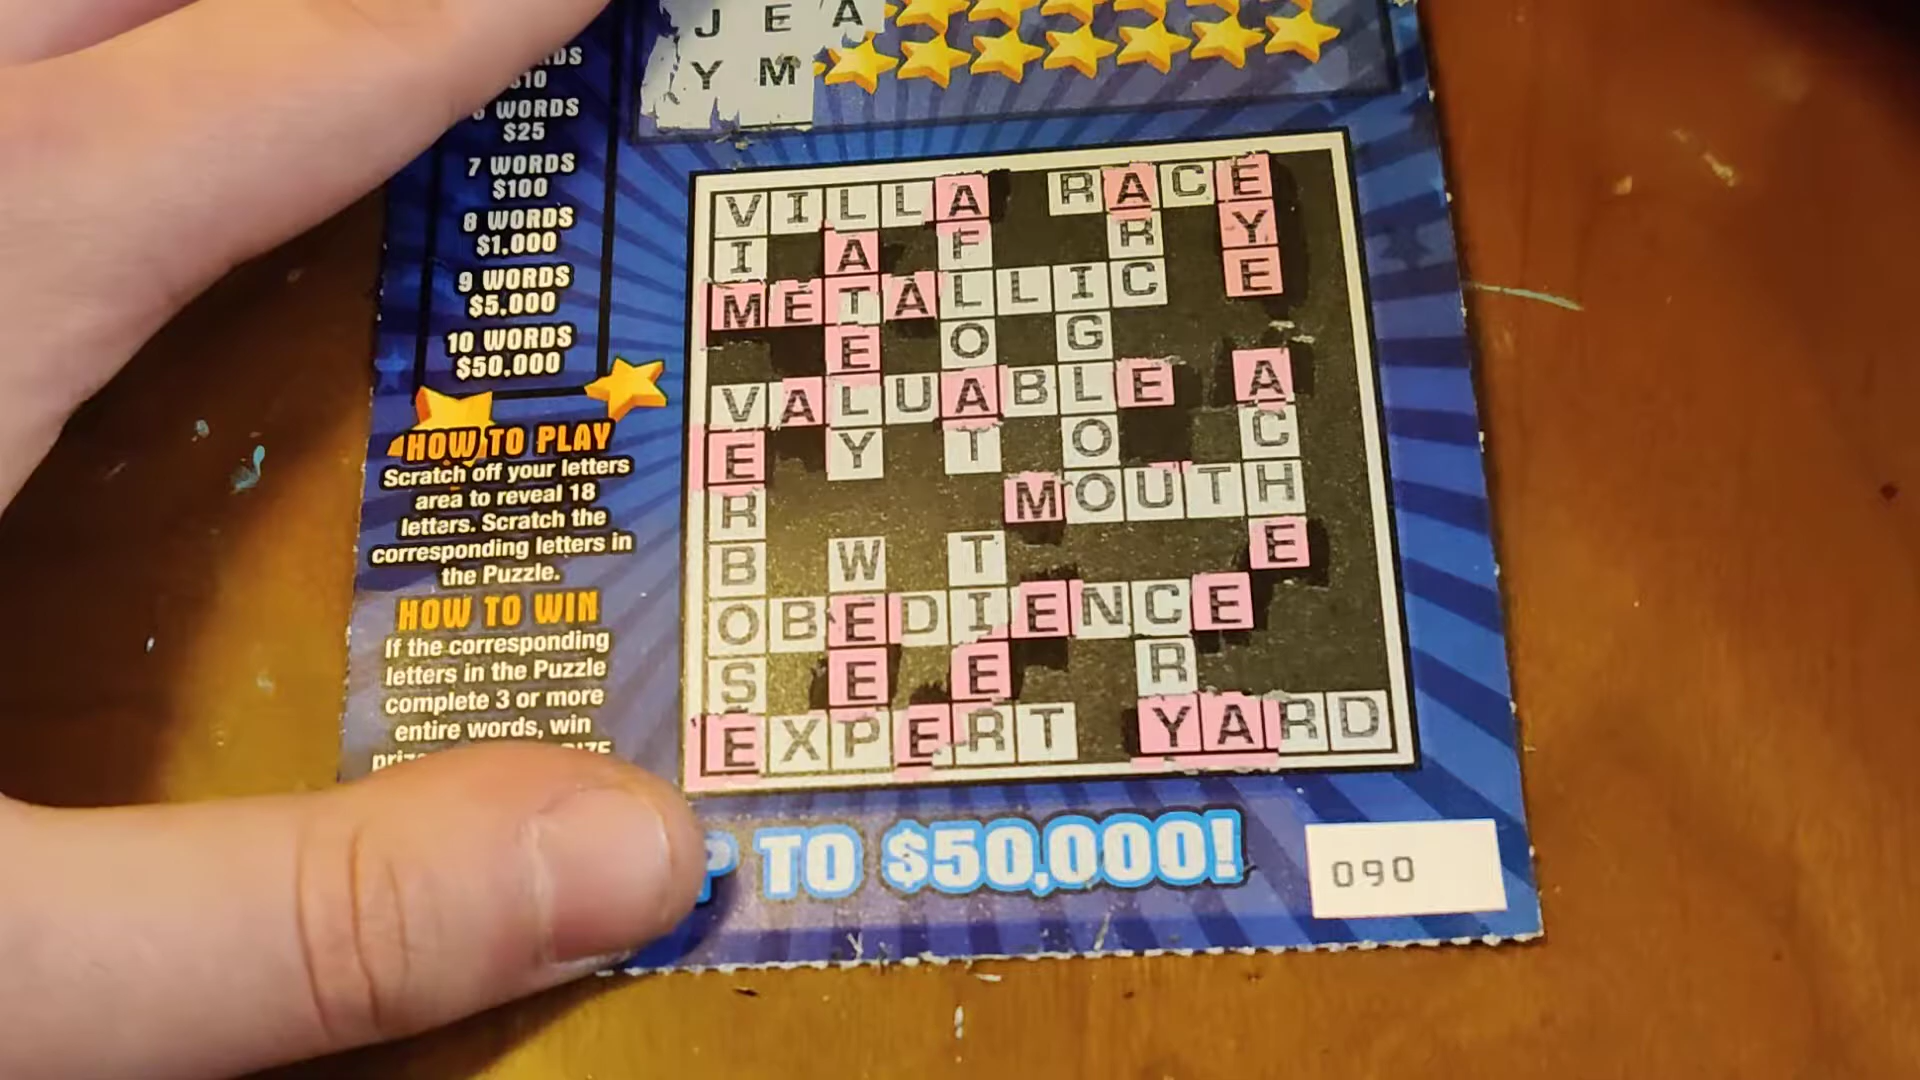 J E A
Y M
$10
WORDS
$25
7 WORDS
$100
8 WORDS
$1.000
9 WORDS
$5.000
10 WORDS
$50.000
HOW TO PLAY
Scratch off your letters
area to reveal 18
letters. Scratch the
corresponding letters in
the Puzzle.
HOW TO WIN
If the corresponding
letters in the Puzzle
complete 3 or more
entire words, win
VILLA RACE
I A F R Y
METALLIC C E
E O G
VALUABLE A
E Y T O C
R MOUTH
B W T E
OBEDIENCE
S E E R
EXPERT YARD
TO $50,000!
090